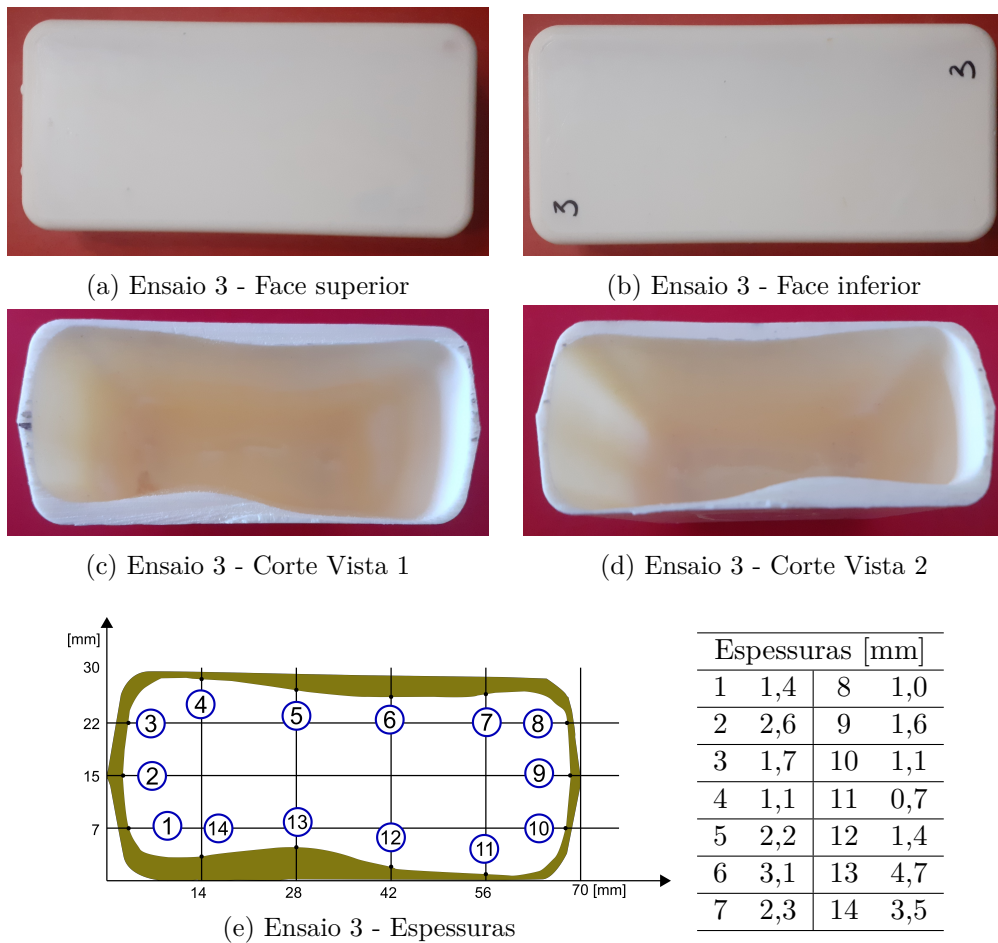 3
3
(a) Ensaio 3 - Face superior
(b) Ensaio 3 - Face inferior
(c) Ensaio 3 - Corte Vista 1
(d) Ensaio 3 - Corte Vista 2
[mm]
30
22
15
7
14
28
42
56
70 [mm]
1
2
3
4
5
6
7
8
9
10
11
12
13
14
(e) Ensaio 3 - Espessuras
Espessuras [mm]
1 1,4 8 1,0
2 2,6 9 1,6
3 1,7 10 1,1
4 1,1 11 0,7
5 2,2 12 1,4
6 3,1 13 4,7
7 2,3 14 3,5